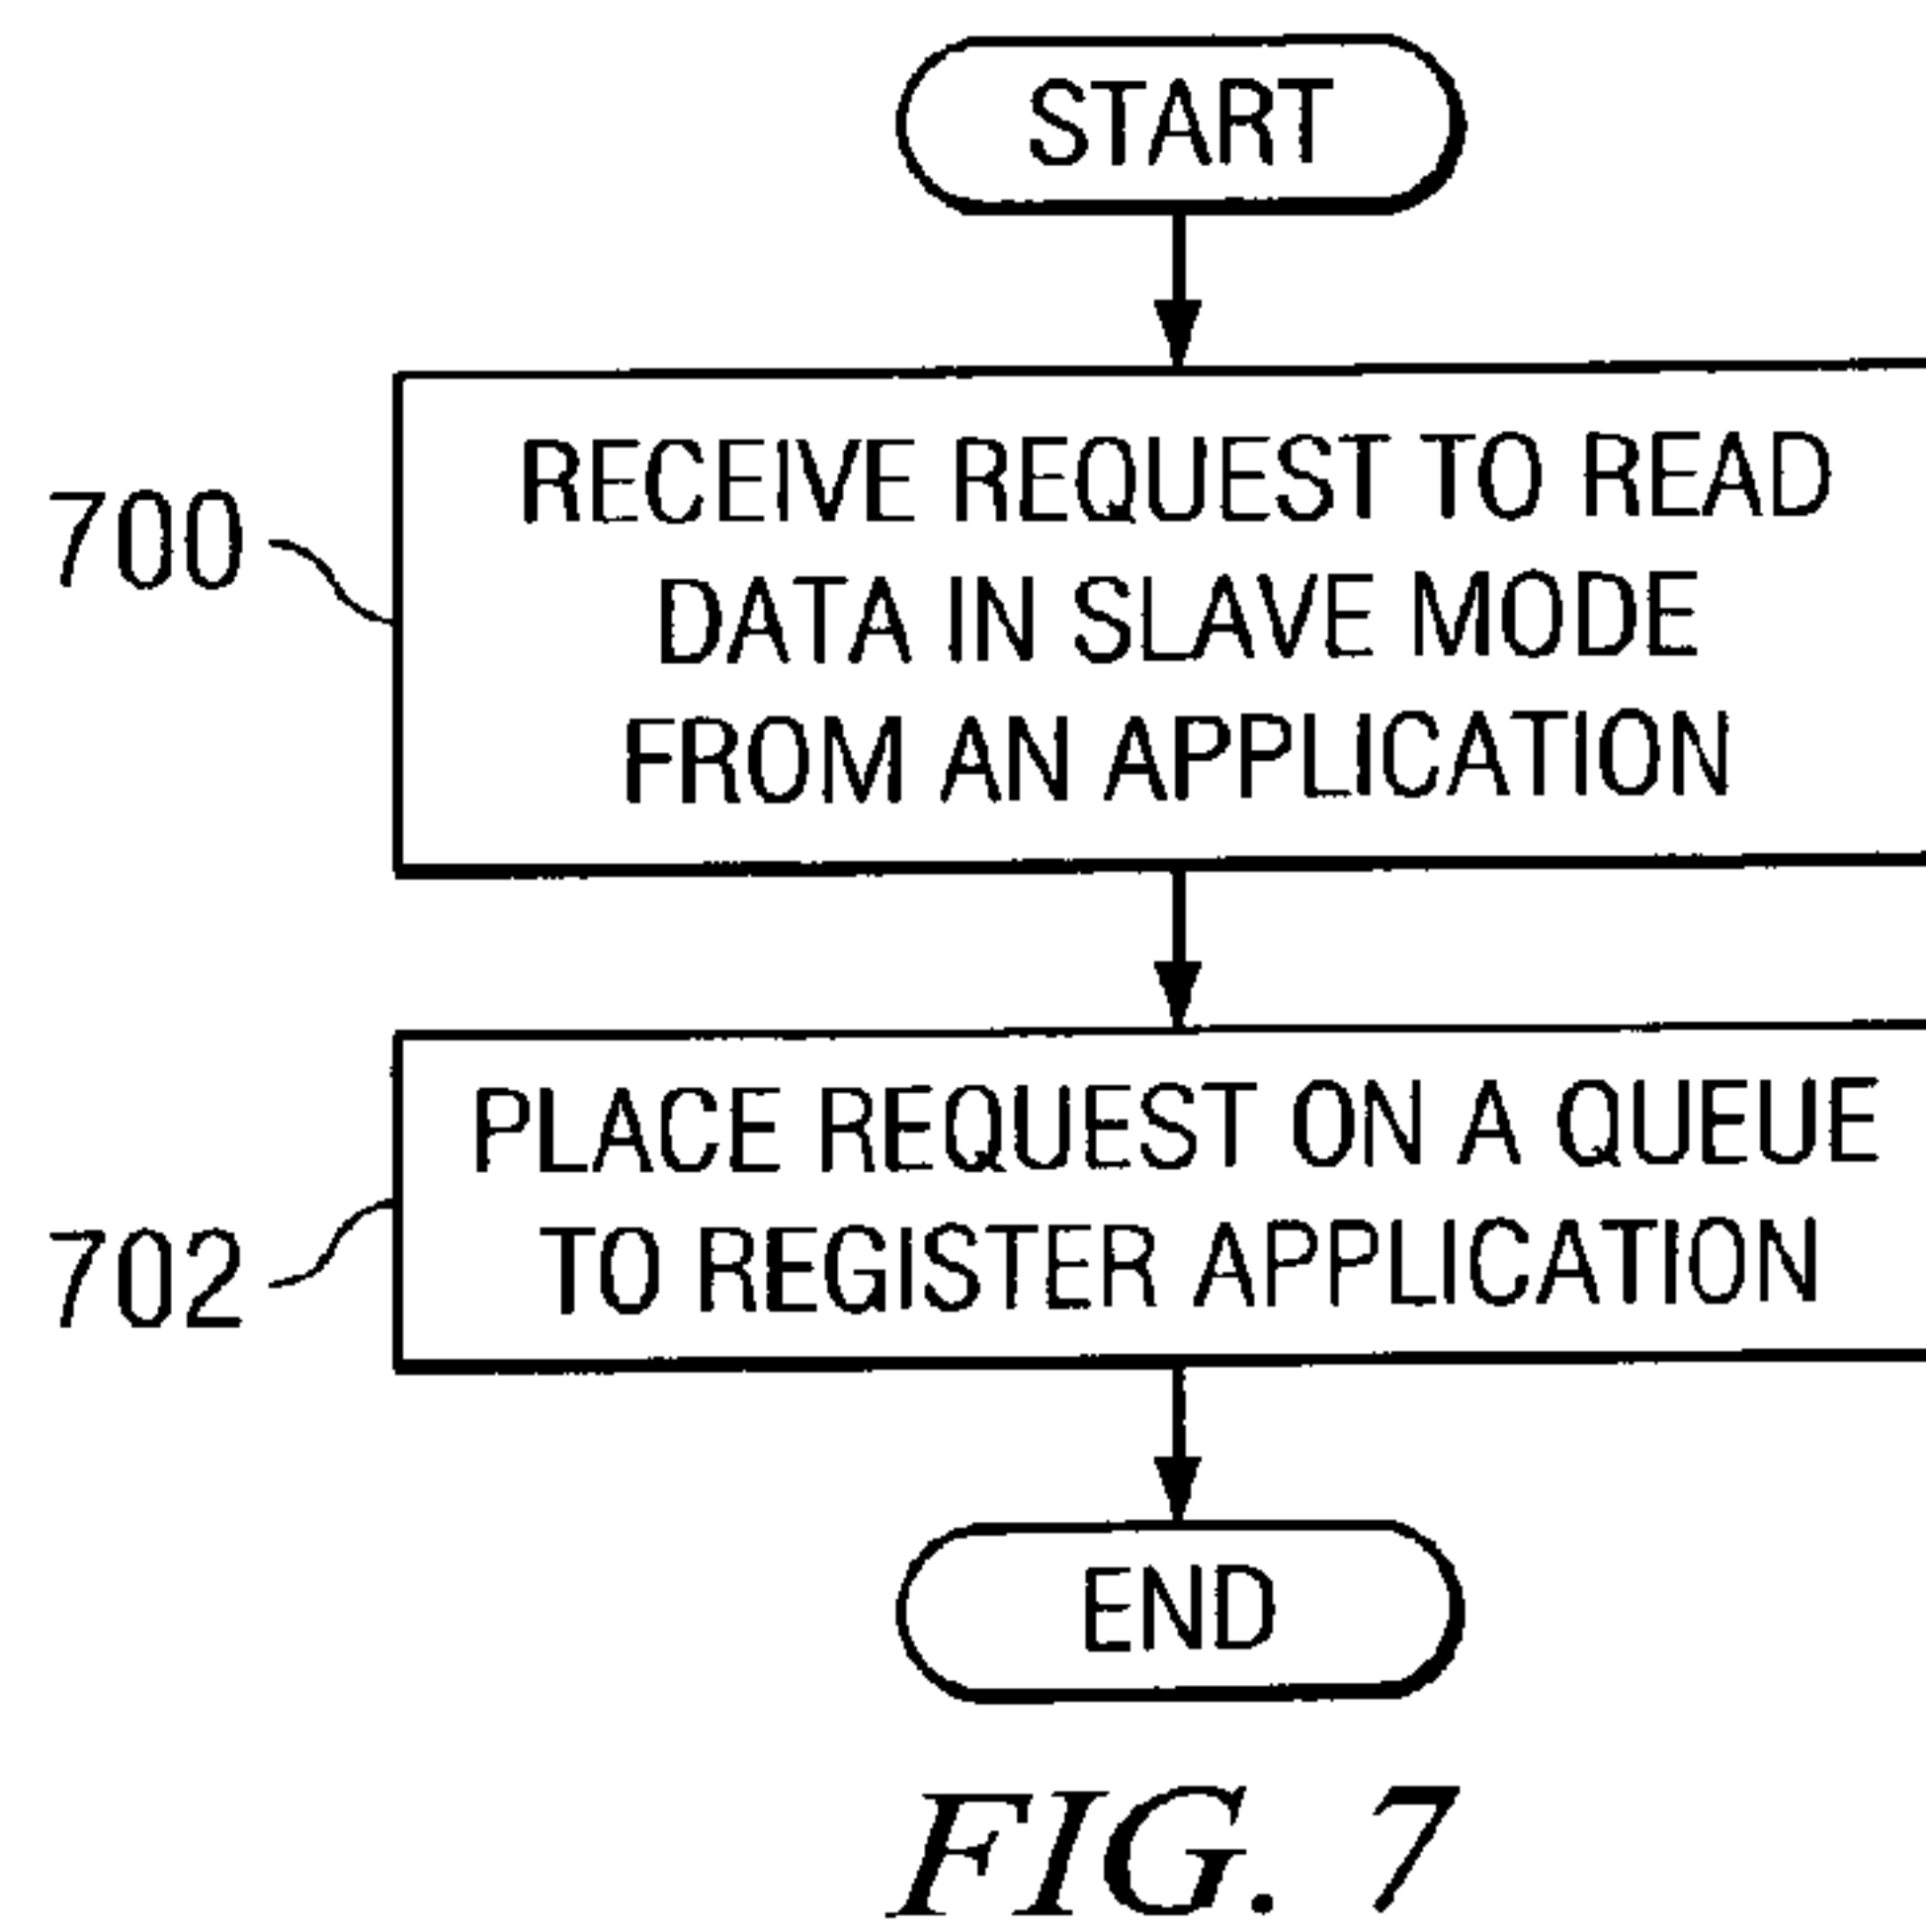 START
RECEIVE REQUEST TO READ
DATA IN SLAVE MODE
FROM AN APPLICATION
700
PLACE REQUEST ON A QUEUE
TO REGISTER APPLICATION
702
END
FIG. 7